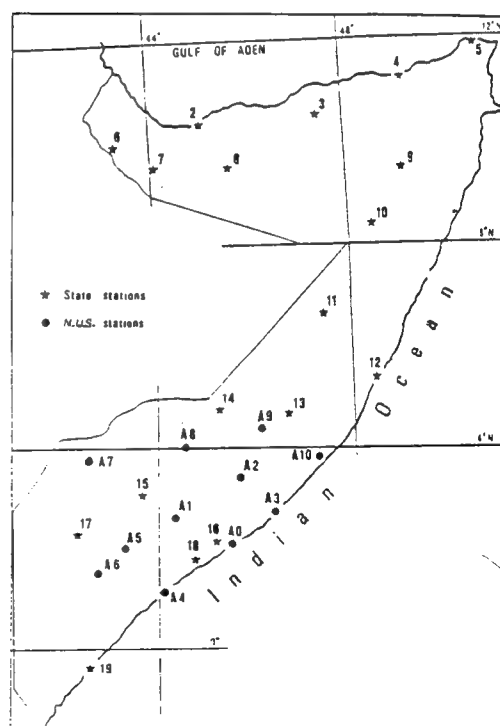 44
48
12°N
GULF OF ADEN
5
4
3
2
6
7
8
9
10
8°N
★ State stations
● N.U.S. stations
11
12
14
13
A9
A8
4°N
A10
A7
A2
15
A3
A1
17
16
A0
A5
18
A6
A4
19
Indian Ocean